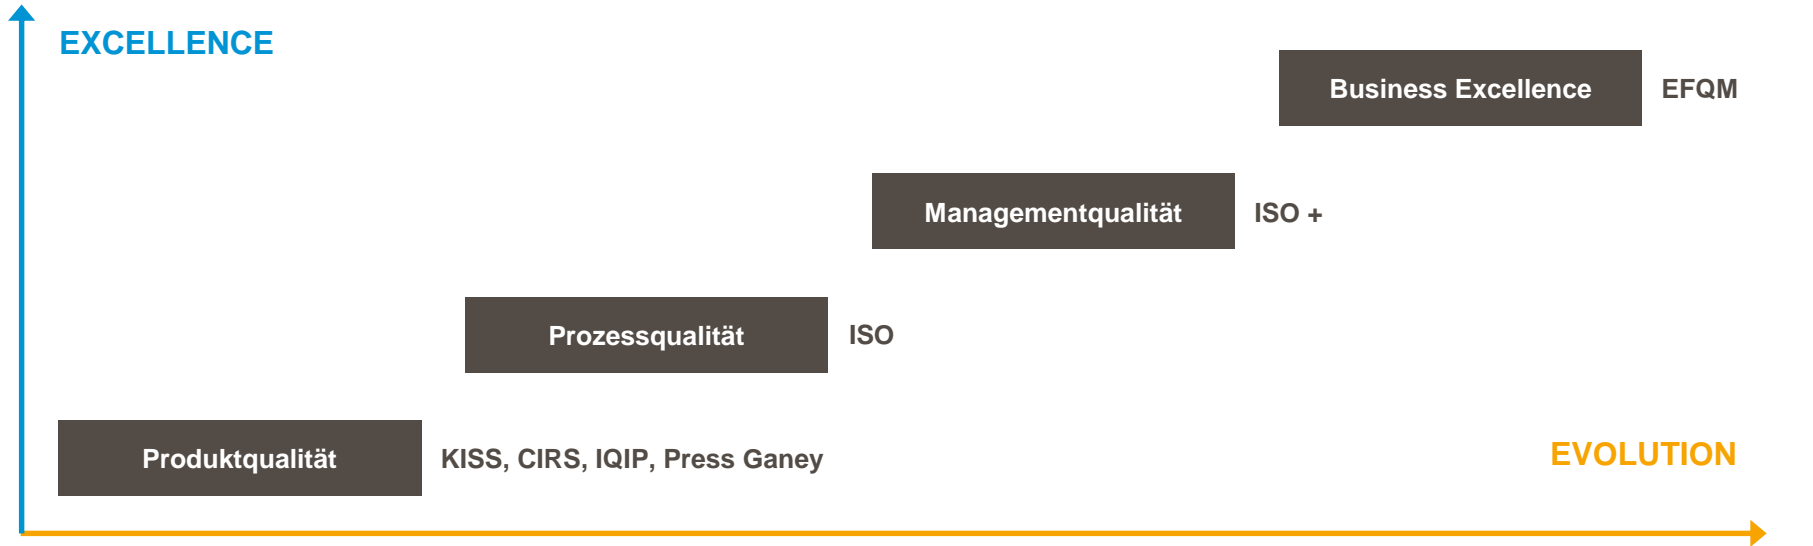 EXCELLENCE
Business Excellence EFQM
Managementqualität ISO +
Prozessqualität ISO
Produktqualität KISS, CIRS, IQIP, Press Ganey
EVOLUTION